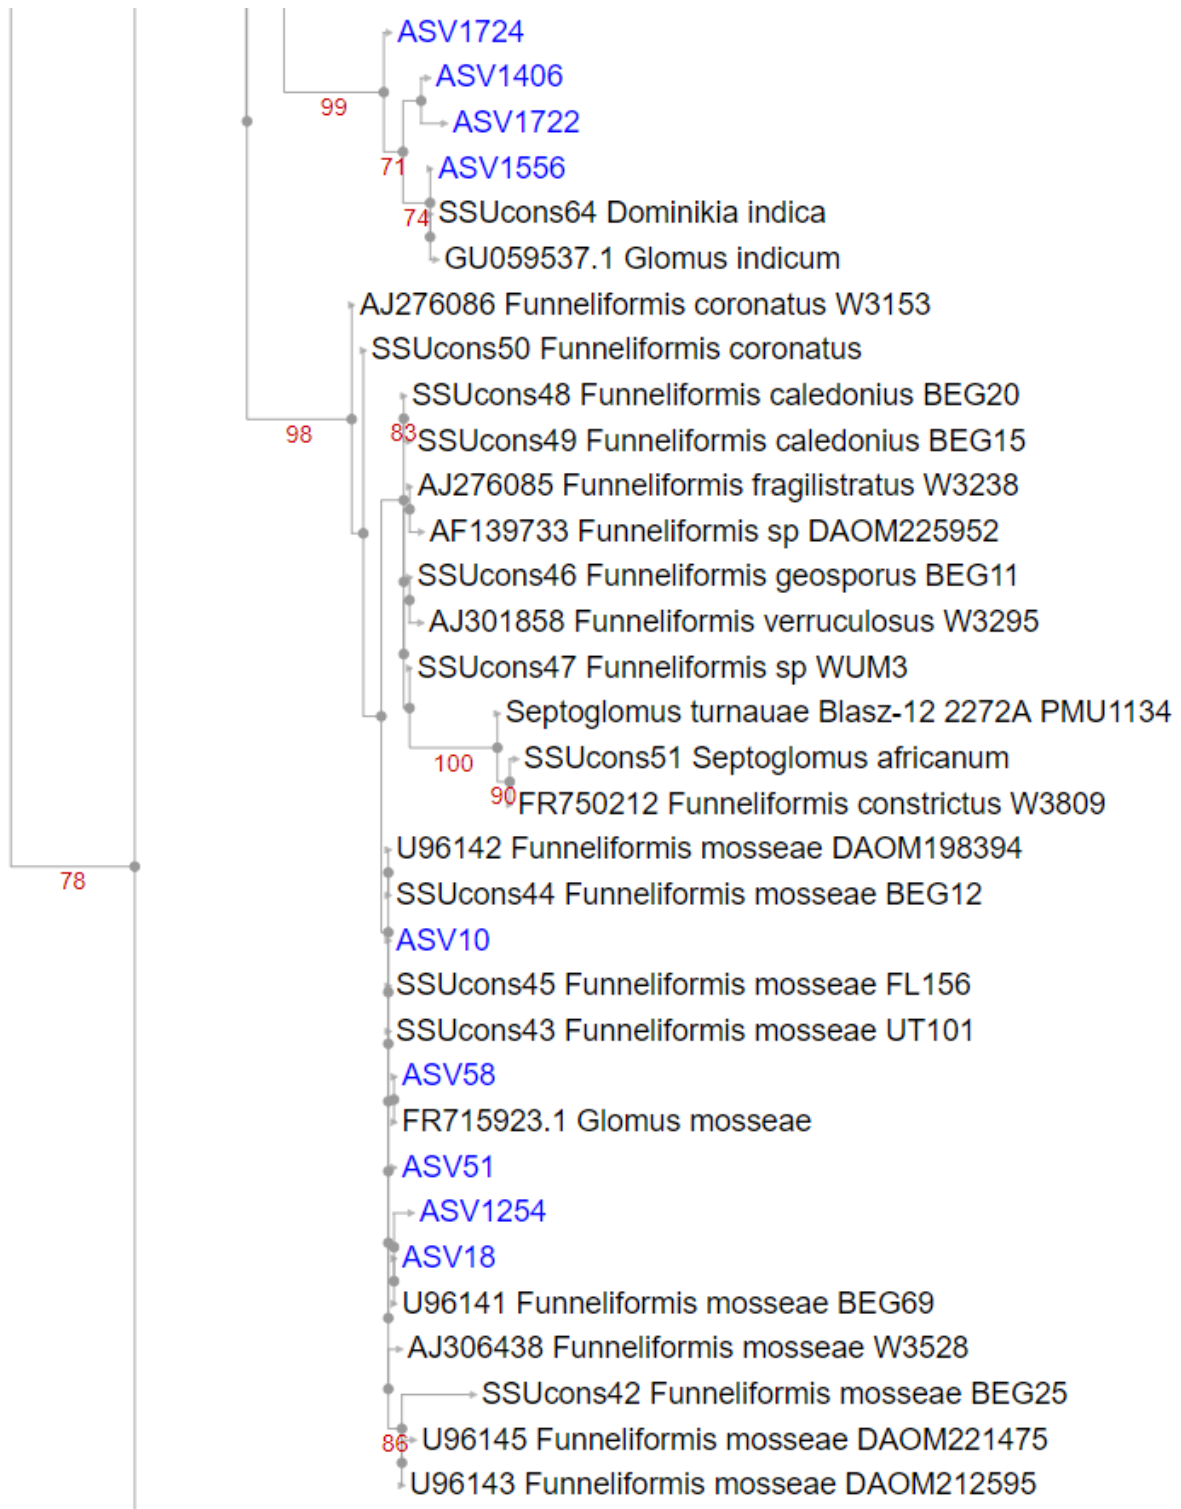 ASV1724
ASV1406
99
ASV1722
71
ASV1556
74
SSUcons64 Dominikia indica
GU059537.1 Glomus indicum
AJ276086 Funneliformis coronatus W3153
SSUcons50 Funneliformis coronatus
SSUcons48 Funneliformis caledonius BEG20
98
83
SSUcons49 Funneliformis caledonius BEG15
AJ276085 Funneliformis fragilistratus W3238
AF139733 Funneliformis sp DAOM225952
SSUcons46 Funneliformis geosporus BEG11
AJ301858 Funneliformis verruculosus W3295
SSUcons47 Funneliformis sp WUM3
Septoglomus turnauae Blasz-12 2272A PMU1134
100
SSUcons51 Septoglomus africanum
90
FR750212 Funneliformis constrictus W3809
U96142 Funneliformis mosseae DAOM198394
78
SSUcons44 Funneliformis mosseae BEG12
ASV10
SSUcons45 Funneliformis mosseae FL156
SSUcons43 Funneliformis mosseae UT101
ASV58
FR715923.1 Glomus mosseae
ASV51
ASV1254
ASV18
U96141 Funneliformis mosseae BEG69
AJ306438 Funneliformis mosseae W3528
SSUcons42 Funneliformis mosseae BEG25
86
U96145 Funneliformis mosseae DAOM221475
U96143 Funneliformis mosseae DAOM212595